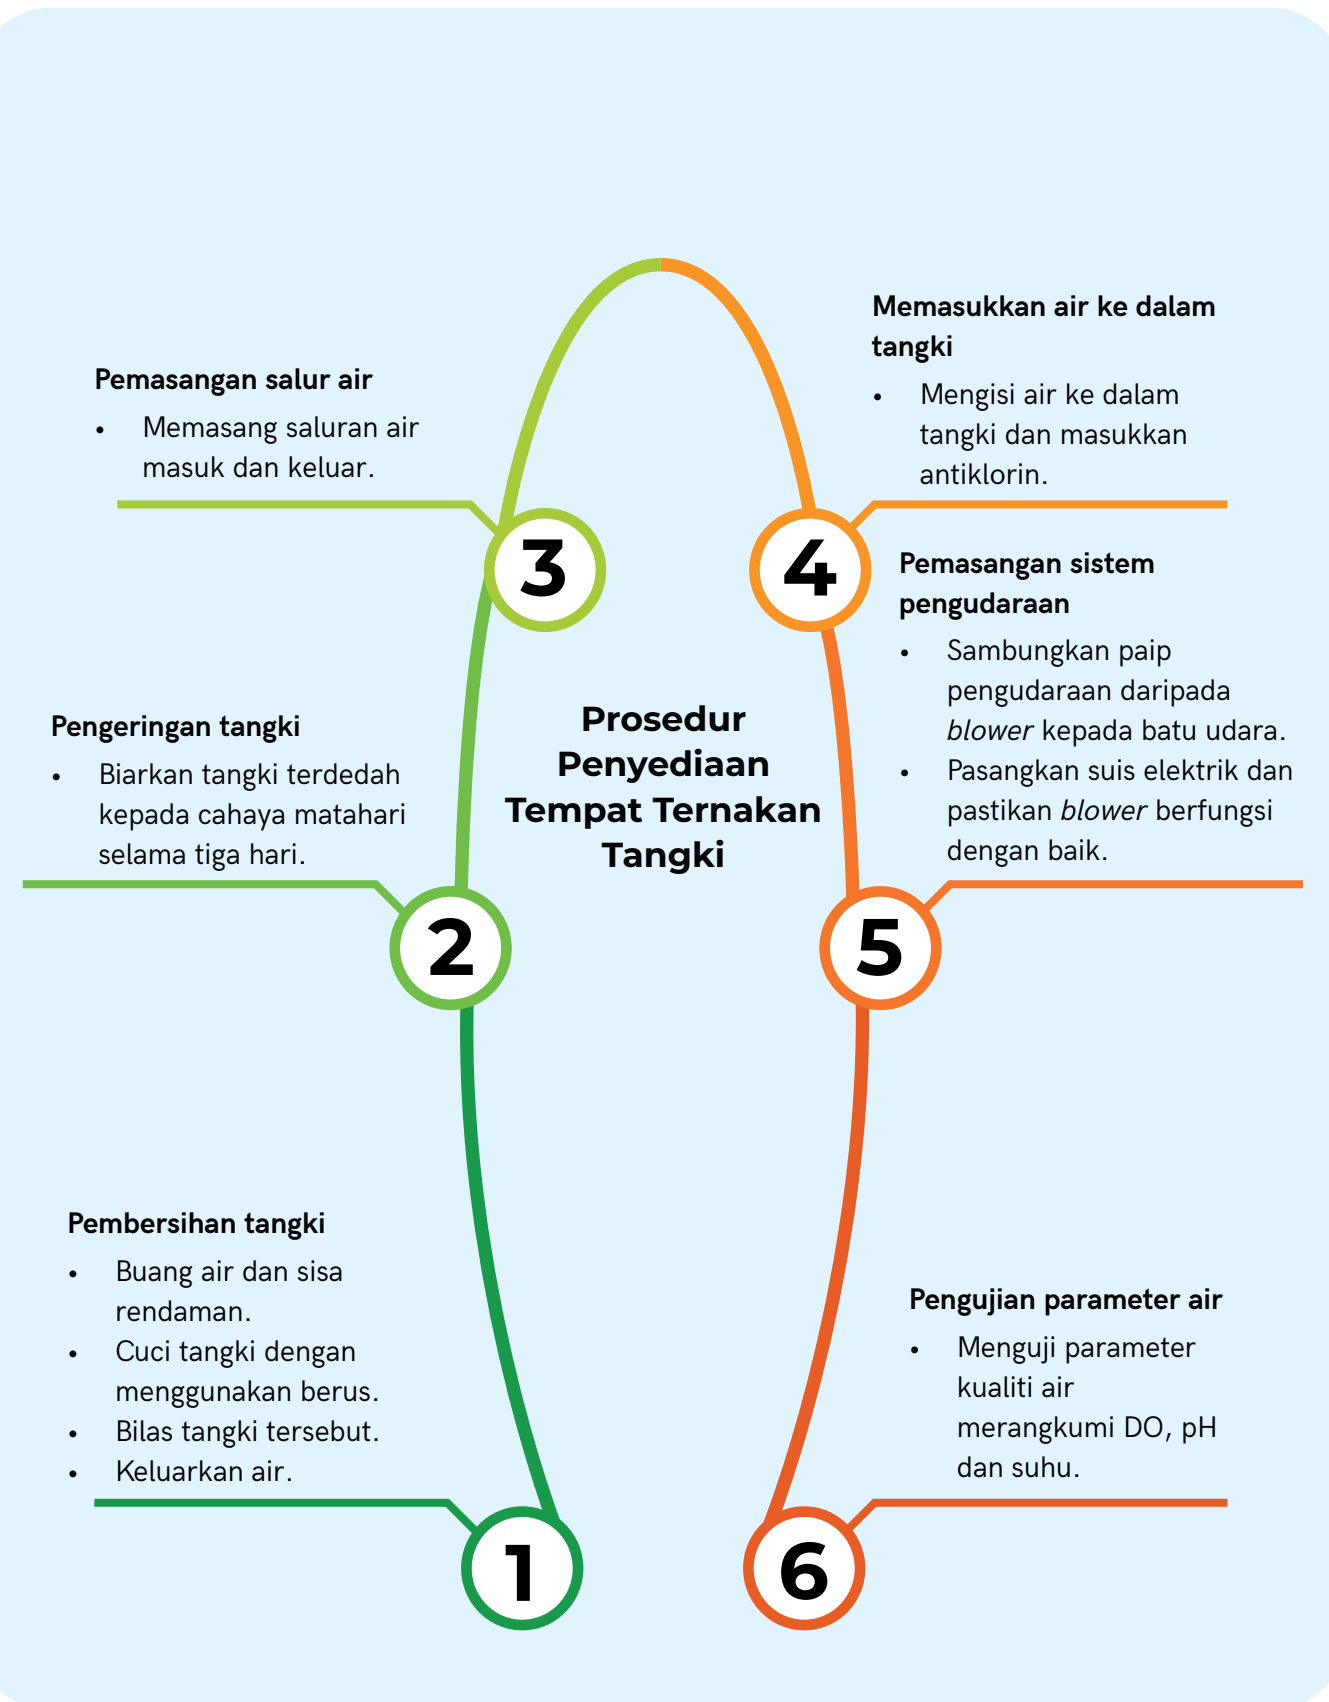 Prosedur
Penyediaan
Tempat Ternakan
Tangki
1
Pembersihan tangki
• Buang air dan sisa
rendaman.
• Cuci tangki dengan
menggunakan berus.
• Bilas tangki tersebut.
• Keluarkan air.
2
Pengeringan tangki
• Biarkan tangki terdedah
kepada cahaya matahari
selama tiga hari.
3
Pemasangan salur air
• Memasang saluran air
masuk dan keluar.
4
Memasukkan air ke dalam
tangki
• Mengisi air ke dalam
tangki dan masukkan
antiklorin.
5
Pemasangan sistem
pengudaraan
• Sambungkan paip
pengudaraan daripada
blower kepada batu udara.
• Pasangkan suis elektrik dan
pastikan blower berfungsi
dengan baik.
6
Pengujian parameter air
• Menguji parameter
kualiti air
merangkumi DO, pH
dan suhu.